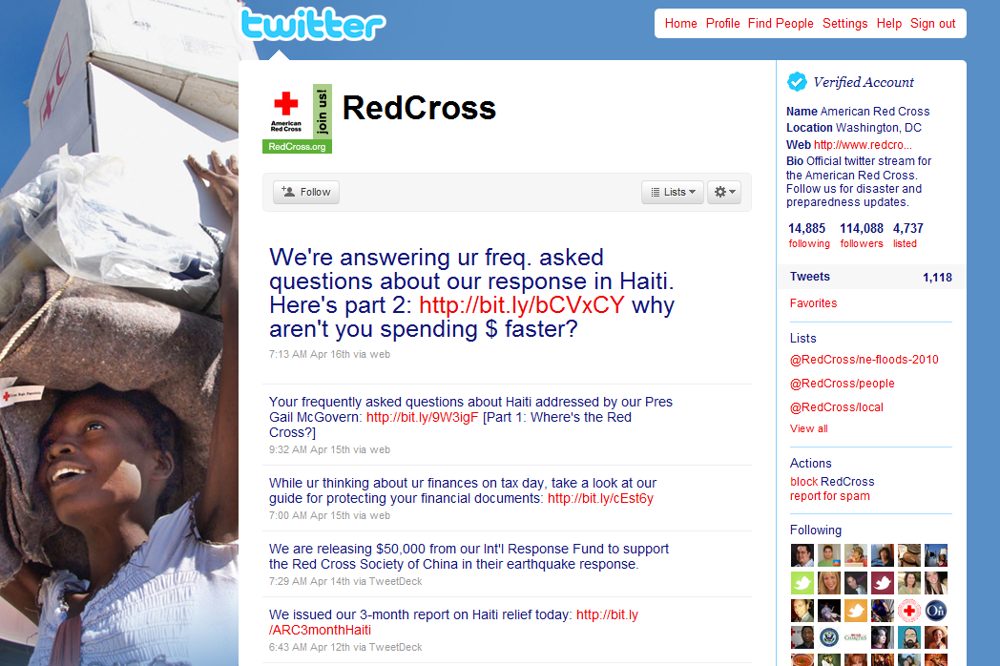 twitter
Home Profile Find People Settings Help Sign out
American
Red Cross
join us!
RedCross.org
RedCross
Follow
Lists
We're answering ur freq. asked
questions about our response in Haiti.
Here's part 2: http://bit.ly/bCVxCY why
aren't you spending $ faster?
7:13 AM Apr 16th via web
Your frequently asked questions about Haiti addressed by our Pres
Gail McGovern: http://bit.ly/9W3igF [Part 1: Where's the Red
Cross?]
9:32 AM Apr 15th via web
While ur thinking about ur finances on tax day, take a look at our
guide for protecting your financial documents: http://bit.ly/cEst6y
7:00 AM Apr 15th via web
We are releasing $50,000 from our Int'l Response Fund to support
the Red Cross Society of China in their earthquake response.
7:29 AM Apr 14th via TweetDeck
We issued our 3-month report on Haiti relief today: http://bit.ly
/ARC3monthHaiti
6:43 AM Apr 12th via TweetDeck
Verified Account
Name American Red Cross
Location Washington, DC
Web http://www.redcro...
Bio Official twitter stream for
the American Red Cross.
Follow us for disaster and
preparedness updates.
14,885 114,088 4,737
following followers listed
Tweets 1,118
Favorites
Lists
@RedCross/ne-floods-2010
@RedCross/people
@RedCross/local
View all
Actions
block RedCross
report for spam
Following